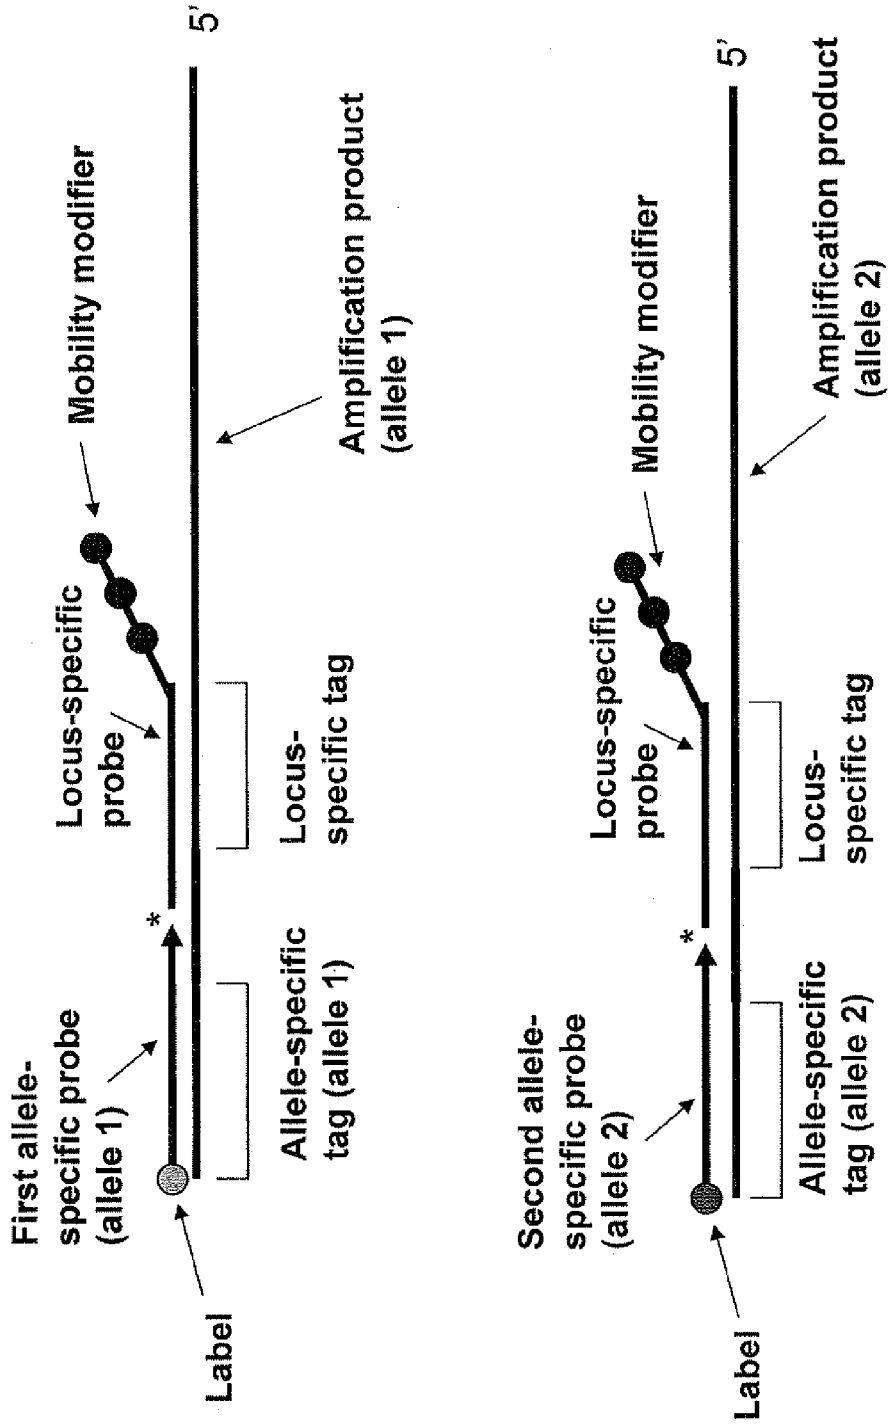 First allele-
specific probe
(allele 1)
Locus-specific
probe
Mobility modifier
Label
*
5'
Allele-specific
tag (allele 1)
Locus-
specific tag
Amplification product
(allele 1)
Second allele-
specific probe
(allele 2)
Locus-specific
probe
Mobility modifier
Label
*
5'
Allele-specific
tag (allele 2)
Locus-
specific tag
Amplification product
(allele 2)